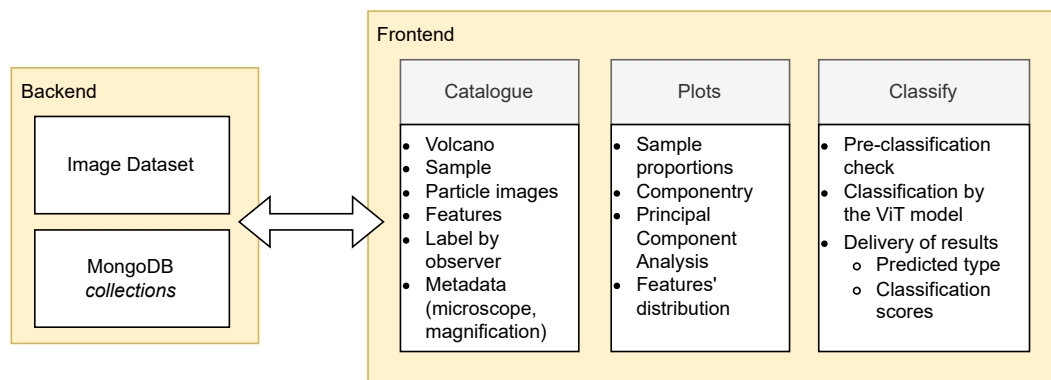 Backend
Image Dataset
MongoDB
collections
Frontend
Catalogue
Volcano
Sample
Particle images
Features
Label by
observer
Metadata
(microscope,
magnification)
Plots
Sample
proportions
Componentry
Principal
Component
Analysis
Features'
distribution
Classify
Pre-classification
check
Classification by
the ViT model
Delivery of results
Predicted type
Classification
scores